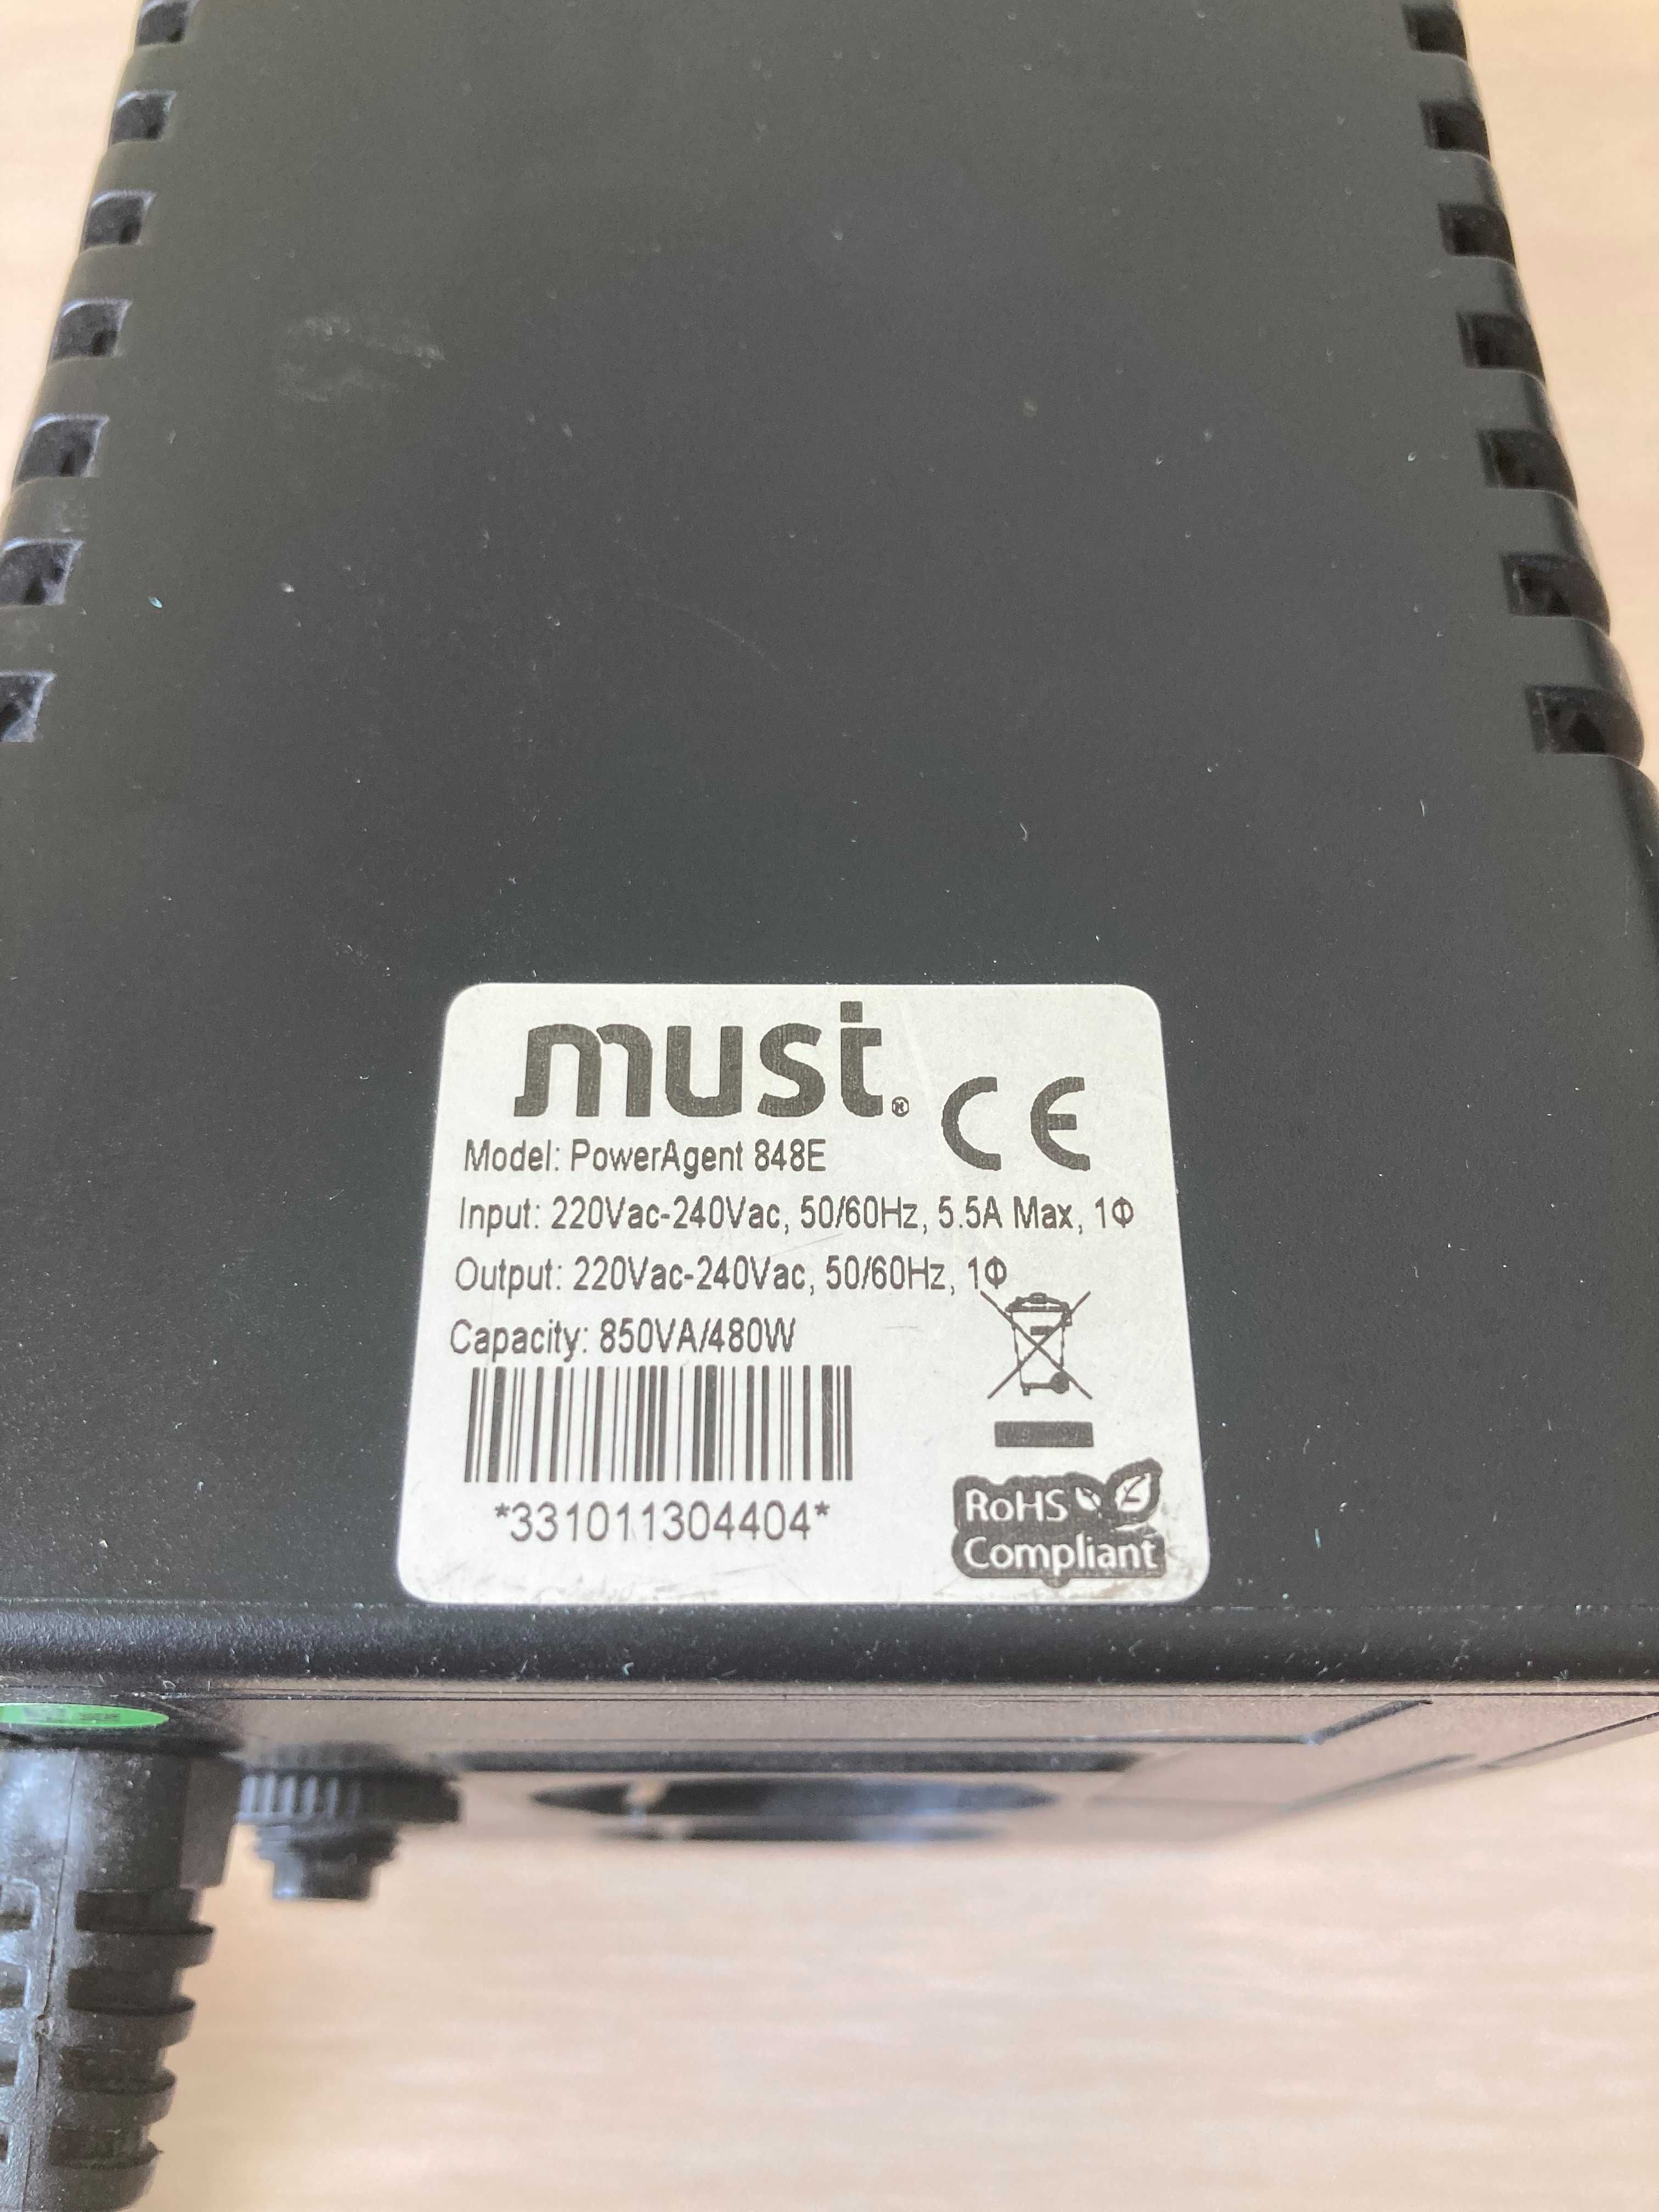 must®
CE
Model: PowerAgent 848E
Input: 220Vac-240Vac, 50/60Hz, 5.5A Max, 1Φ
Output: 220Vac-240Vac, 50/60Hz, 1Φ
Capacity: 850VA/480W
*331011304404*
RoHS
Compliant